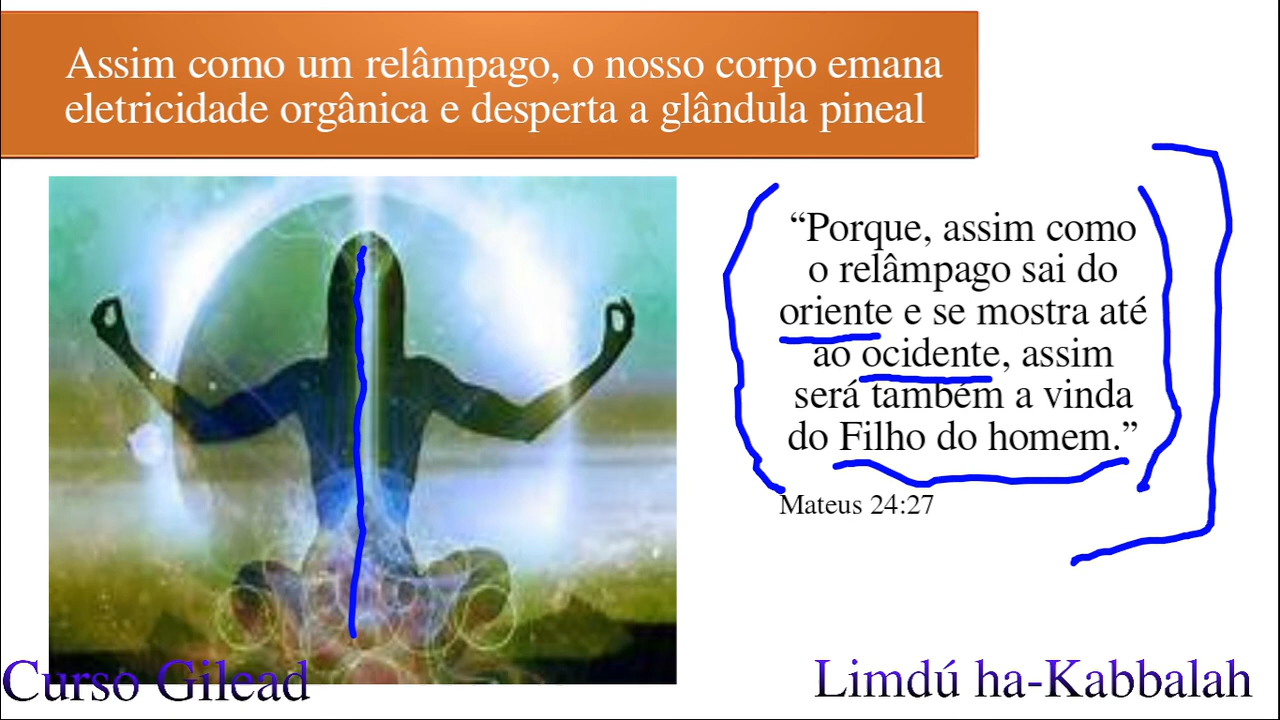 Assim como um relâmpago, o nosso corpo emana
eletricidade orgânica e desperta a glândula pineal
“Porque, assim como
o relâmpago sai do
oriente e se mostra até
ao ocidente, assim
será também a vinda
do Filho do homem.”
Mateus 24:27
Curso Gilead
Limdú ha-Kabbalah